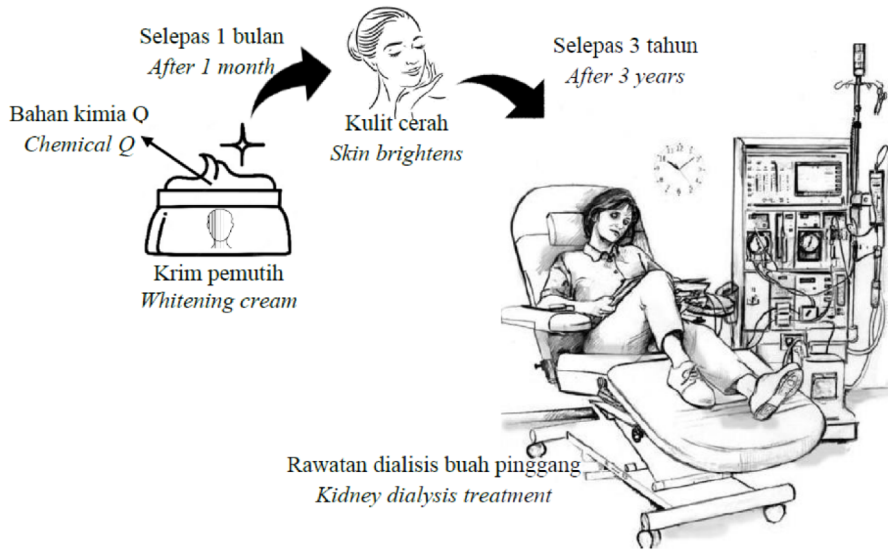 Selepas 1 bulan
After 1 month
Selepas 3 tahun
After 3 years
Bahan kimia Q
Chemical Q
Kulit cerah
Skin brightens
Krim pemutih
Whitening cream
Rawatan dialisis buah pinggang
Kidney dialysis treatment